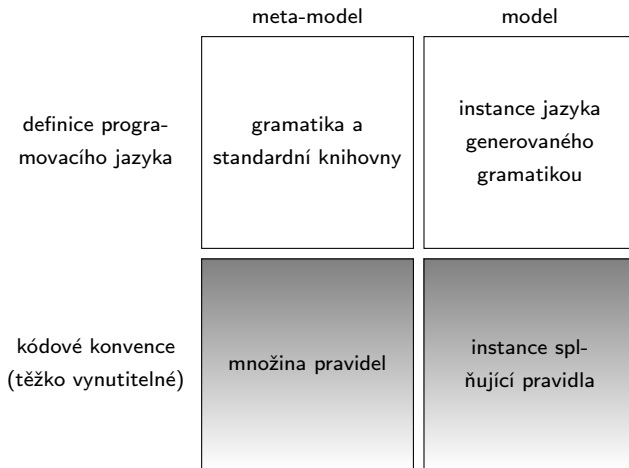 meta-model
model
definice progra-
movacího jazyka
gramatika a
standardní knihovny
instance jazyka
generovaného
gramatikou
kódové konvence
(těžko vynutitelné)
množina pravidel
instance spl-
ňující pravidla